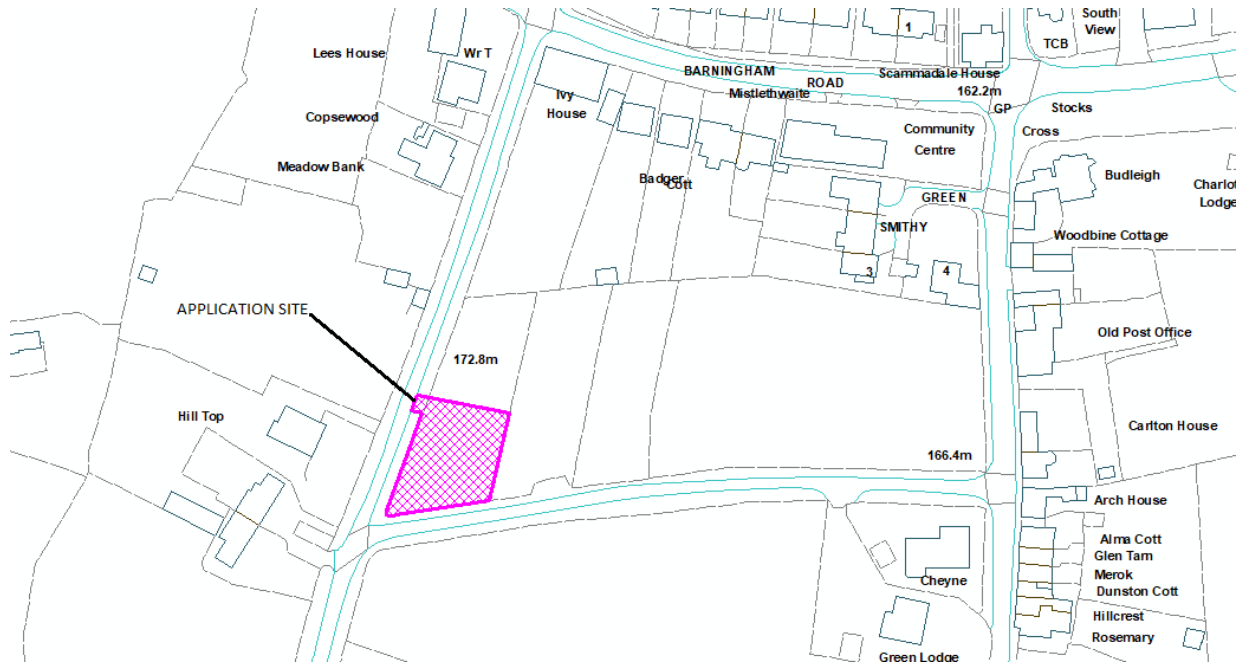 South
View
1
TCB
Lees House
Wr T
BARNINGHAM
ROAD
Scammadale House
162.2m
Mistlethwaite
Ivy
House
GP
Stocks
Copsewood
Community
Centre
Cross
Meadow Bank
Badger
Cott
Budleigh
Charlot
Lodge
GREEN
SMITHY
Woodbine Cottage
3
4
APPLICATION SITE
Old Post Office
172.8m
Hill Top
Carlton House
166.4m
Arch House
Alma Cott
Glen Tarn
Merok
Dunston Cott
Cheyne
Hillcrest
Rosemary
Green Lodge